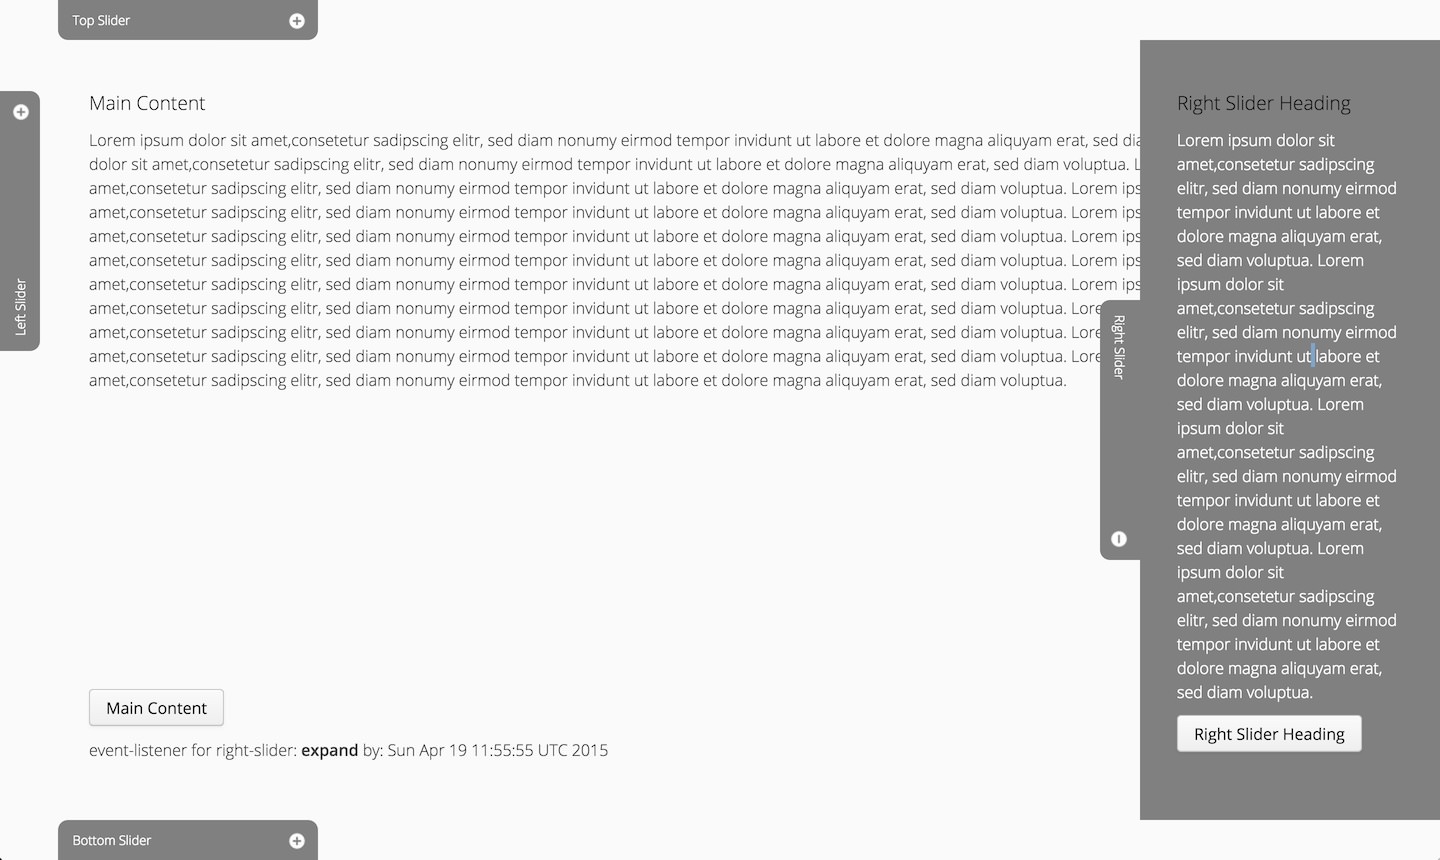 Top Slider
Left Slider
Main Content
Lorem ipsum dolor sit amet,consetetur sadipscing elitr, sed diam nonumy eirmod tempor invidunt ut labore et dolore magna aliquyam erat, sed
dolor sit amet,consetetur sadipscing elitr, sed diam nonumy eirmod tempor invidunt ut labore et dolore magna aliquyam erat, sed diam voluptua.
amet,consetetur sadipscing elitr, sed diam nonumy eirmod tempor invidunt ut labore et dolore magna aliquyam erat, sed diam voluptua. Lorem
amet,consetetur sadipscing elitr, sed diam nonumy eirmod tempor invidunt ut labore et dolore magna aliquyam erat, sed diam voluptua. Lorem
amet,consetetur sadipscing elitr, sed diam nonumy eirmod tempor invidunt ut labore et dolore magna aliquyam erat, sed diam voluptua. Lorem
amet,consetetur sadipscing elitr, sed diam nonumy eirmod tempor invidunt ut labore et dolore magna aliquyam erat, sed diam voluptua. Lorem
amet,consetetur sadipscing elitr, sed diam nonumy eirmod tempor invidunt ut labore et dolore magna aliquyam erat, sed diam voluptua. Lorem
amet,consetetur sadipscing elitr, sed diam nonumy eirmod tempor invidunt ut labore et dolore magna aliquyam erat, sed diam voluptua.
amet,consetetur sadipscing elitr, sed diam nonumy eirmod tempor invidunt ut labore et dolore magna aliquyam erat, sed diam voluptua.
amet,consetetur sadipscing elitr, sed diam nonumy eirmod tempor invidunt ut labore et dolore magna aliquyam erat, sed diam voluptua.
amet,consetetur sadipscing elitr, sed diam nonumy eirmod tempor invidunt ut labore et dolore magna aliquyam erat, sed diam voluptua.
Main Content
event-listener for right-slider: expand by: Sun Apr 19 11:55:55 UTC 2015
Right Slider
Right Slider Heading
Lorem ipsum dolor sit
amet,consetetur sadipscing
elitr, sed diam nonumy eirmod
tempor invidunt ut labore et
dolore magna aliquyam erat,
sed diam voluptua. Lorem
ipsum dolor sit
amet,consetetur sadipscing
elitr, sed diam nonumy eirmod
tempor invidunt ut labore et
dolore magna aliquyam erat,
sed diam voluptua. Lorem
ipsum dolor sit
amet,consetetur sadipscing
elitr, sed diam nonumy eirmod
tempor invidunt ut labore et
dolore magna aliquyam erat,
sed diam voluptua. Lorem
ipsum dolor sit
amet,consetetur sadipscing
elitr, sed diam nonumy eirmod
tempor invidunt ut labore et
dolore magna aliquyam erat,
sed diam voluptua.
Right Slider Heading
Bottom Slider